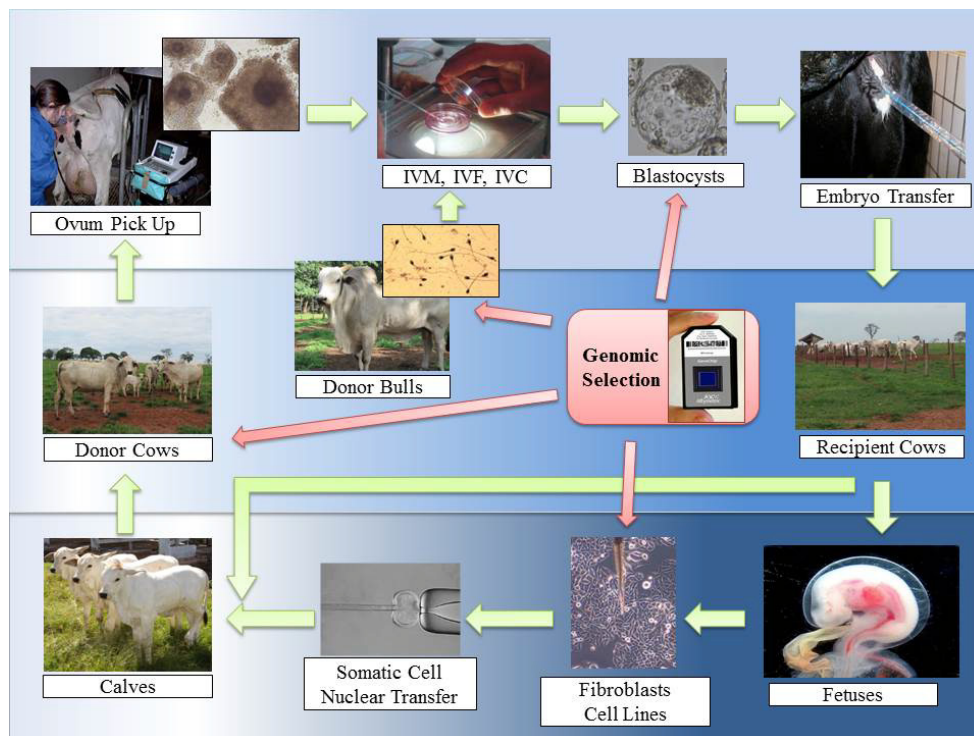 IVM, IVF, IVC
Blastocysts
Embryo Transfer
Ovum Pick Up
Genomic
Selection
Donor Bulls
Donor Cows
Recipient Cows
Calves
Somatic Cell
Nuclear Transfer
Fibroblasts
Cell Lines
Fetuses